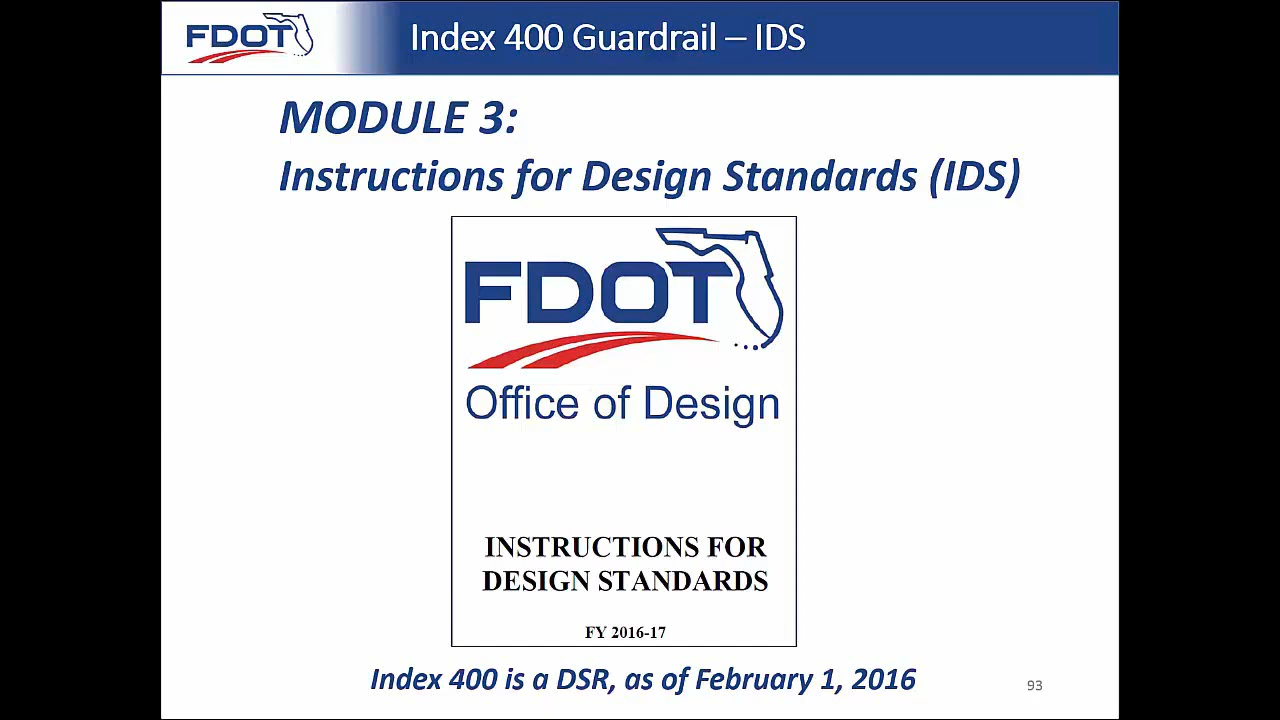 FDOT
Index 400 Guardrail – IDS
MODULE 3:
Instructions for Design Standards (IDS)
FDOT
Office of Design
INSTRUCTIONS FOR
DESIGN STANDARDS
FY 2016-17
Index 400 is a DSR, as of February 1, 2016
93